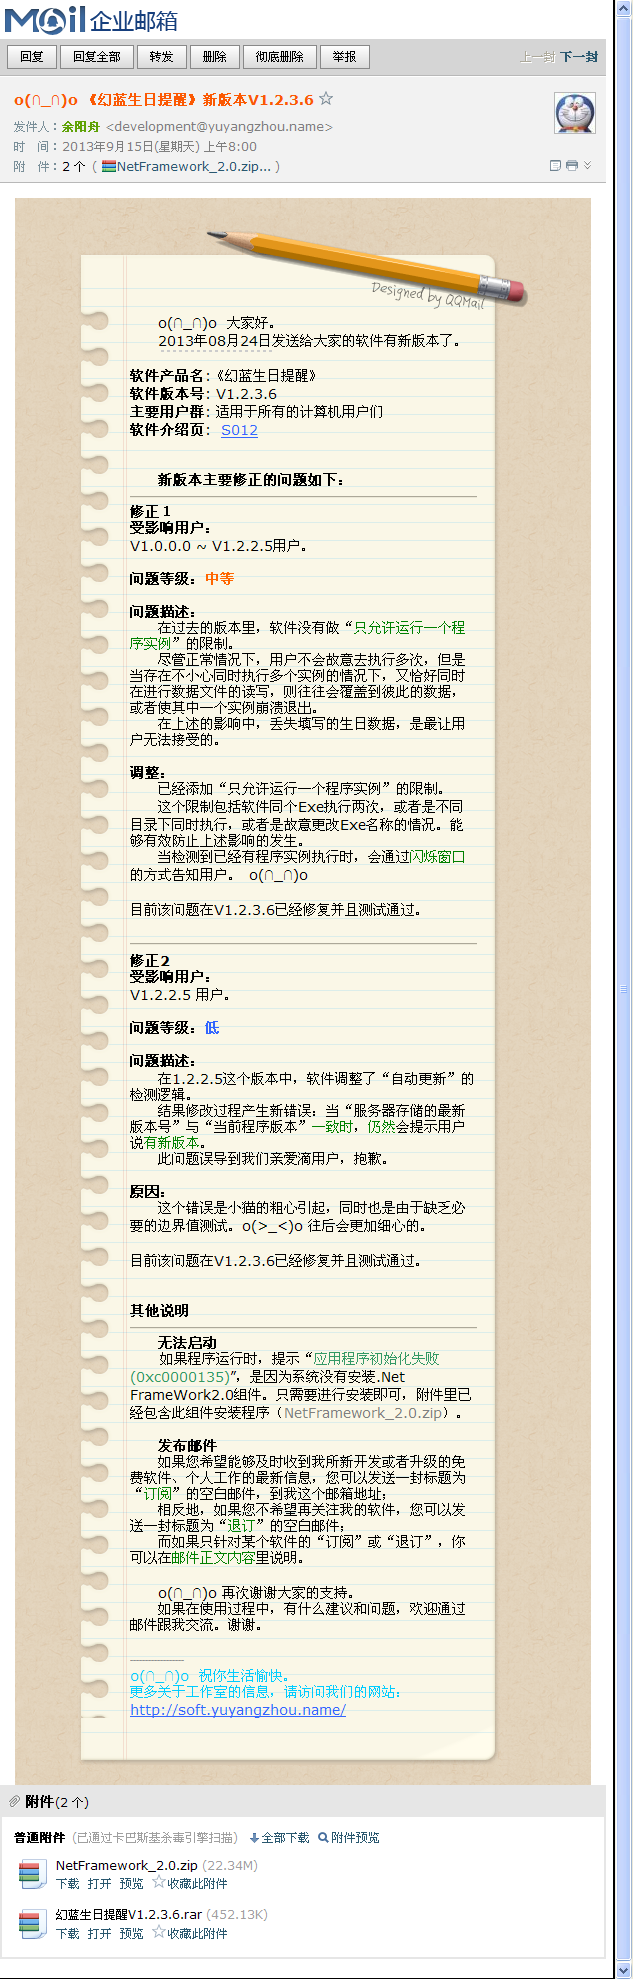 Mail 企业邮箱
回复 回复全部 转发 删除 彻底删除 举报 上一封 下一封
o(∩_∩)o 《幻蓝生日提醒》新版本V1.2.3.6
发件人：余阳舟 <development@yuyangzhou.name>
时 间：2013年9月15日(星期天) 上午8:00
附 件：2 个 ( NetFramework_2.0.zip... )
Designed by QQMail
o(∩_∩)o 大家好。
2013年08月24日发送给大家的软件有新版本了。
软件产品名：《幻蓝生日提醒》
软件版本号：V1.2.3.6
主要用户群：适用于所有的计算机用户们
软件介绍页： S012
新版本主要修正的问题如下：
修正 1
受影响用户：
V1.0.0.0 ~ V1.2.2.5用户。
问题等级：中等
问题描述：
在过去的版本里，软件没有做“只允许运行一个程
序实例”的限制。
尽管正常情况下，用户不会故意去执行多次，但是
当存在不小心同时执行多个实例的情况下，又恰好同时
在进行数据文件的读写，则往往会覆盖到彼此的数据，
或者使其中一个实例崩溃退出。
在上述的影响中，丢失填写的生日数据，是最让用
户无法接受的。
调整：
已经添加“只允许运行一个程序实例”的限制。
这个限制包括软件同个Exe执行两次，或者是不同
目录下同时执行，或者是故意更改Exe名称的情况。能
够有效防止上述影响的发生。
当检测到已经有程序实例执行时，会通过闪烁窗口
的方式告知用户。 o(∩_∩)o
目前该问题在V1.2.3.6已经修复并且测试通过。
修正2
受影响用户：
V1.2.2.5 用户。
问题等级：低
问题描述：
在1.2.2.5这个版本中，软件调整了“自动更新”的
检测逻辑。
结果修改过程产生新错误：当“服务器存储的最新
版本号”与“当前程序版本”一致时，仍然会提示用户
说有新版本。
此问题误导到我们亲爱滴用户，抱歉。
原因：
这个错误是小猫的粗心引起，同时也是由于缺乏必
要的边界值测试。o(>_<)o 往后会更加细心的。
目前该问题在V1.2.3.6已经修复并且测试通过。
其他说明
无法启动
如果程序运行时，提示“应用程序初始化失败
(0xc0000135)”，是因为系统没有安装.Net
FrameWork2.0组件。只需要进行安装即可，附件里已
经包含此组件安装程序（NetFramework_2.0.zip）。
发布邮件
如果您希望能够及时收到我所新开发或者升级的免
费软件、个人工作的最新信息，您可以发送一封标题为
“订阅”的空白邮件，到我这个邮箱地址；
相反地，如果您不希望再关注我的软件，您可以发
送一封标题为“退订”的空白邮件；
而如果只针对某个软件的“订阅”或“退订”，你
可以在邮件正文内容里说明。
o(∩_∩)o 再次谢谢大家的支持。
如果在使用过程中，有什么建议和问题，欢迎通过
邮件跟我交流。谢谢。
o(∩_∩)o 祝你生活愉快。
更多关于工作室的信息，请访问我们的网站：
http://soft.yuyangzhou.name/
附件(2 个)
普通附件 (已通过卡巴斯基杀毒引擎扫描) 全部下载 附件预览
NetFramework_2.0.zip (22.34M)
下载 打开 预览 收藏此附件
幻蓝生日提醒V1.2.3.6.rar (452.13K)
下载 打开 预览 收藏此附件